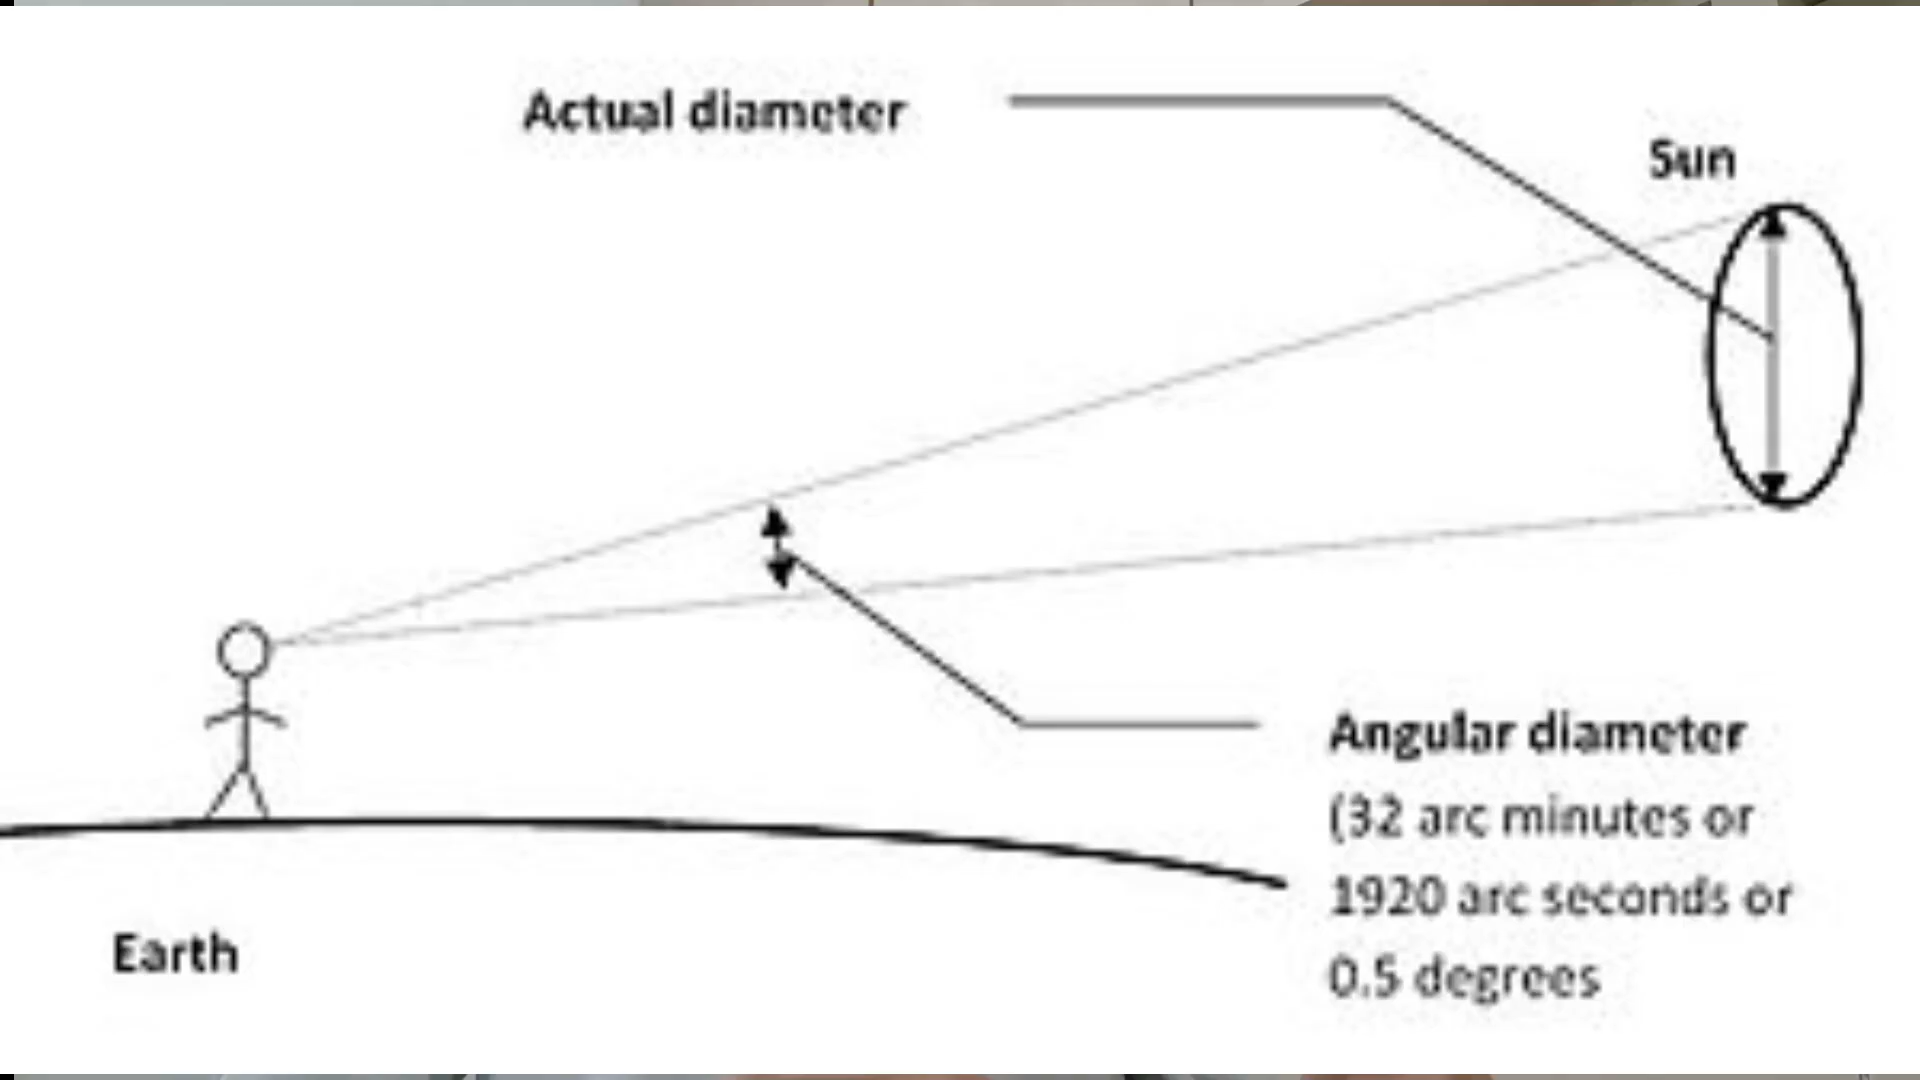 Actual diameter
Sun
Angular diameter
(32 arc minutes or
1920 arc seconds or
0.5 degrees
Earth